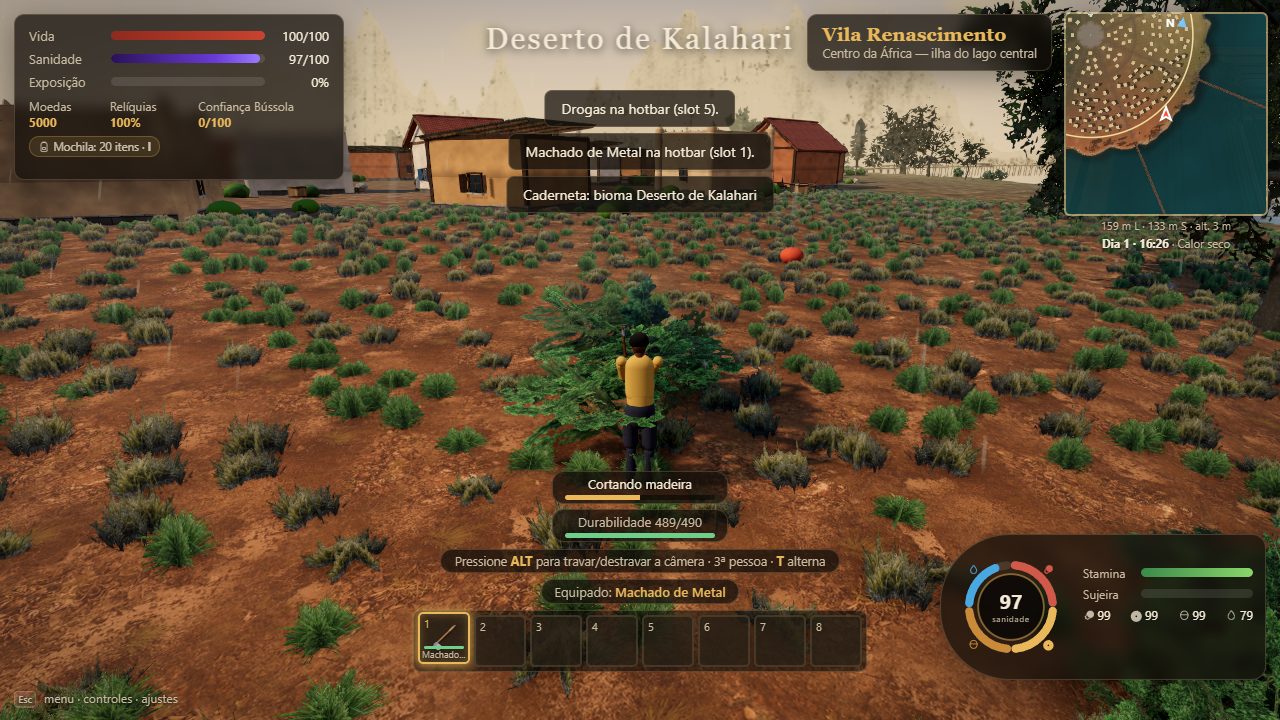 Vida 100/100
Sanidade 97/100
Exposição 0%
Moedas Relíquias Confiança Bússola
5000 100% 0/100
Mochila: 20 itens · I
Deserto de Kalahari
Vila Renascimento
Centro da África — ilha do lago central
N
Drogas na hotbar (slot 5).
Machado de Metal na hotbar (slot 1).
Caderneta: bioma Deserto de Kalahari
159 m L · 133 m S · alt. 3 m
Dia 1 · 16:26 · Calor seco
Cortando madeira
Durabilidade 489/490
Pressione ALT para travar/destravar a câmera · 3ª pessoa · T alterna
Equipado: Machado de Metal
1 2 3 4 5 6 7 8
Machado...
97
sanidade
Stamina
Sujeira
99 99 99 79
Esc menu · controles · ajustes